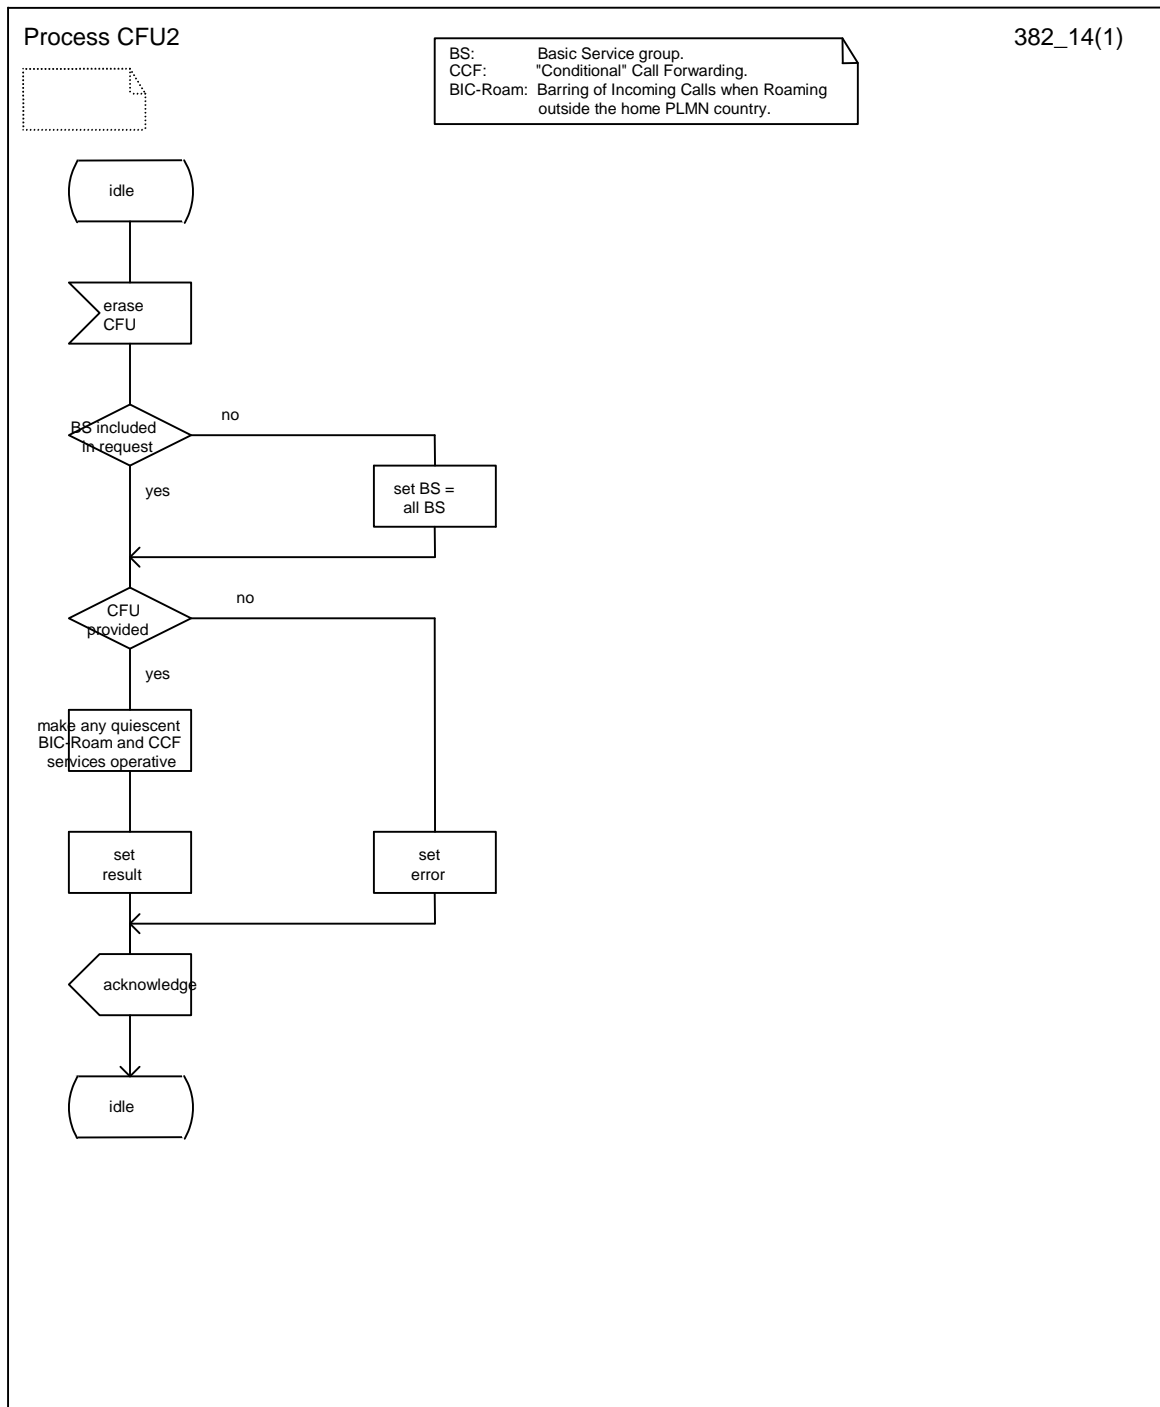 Process CFU2
382_14(1)
BS: Basic Service group.
CCF: "Conditional" Call Forwarding.
BIC-Roam: Barring of Incoming Calls when Roaming
outside the home PLMN country.
idle
erase
CFU
BS included
in request
no
yes
set BS =
all BS
CFU
provided
no
yes
make any quiescent
BIC-Roam and CCF
services operative
set
result
set
error
acknowledge
idle